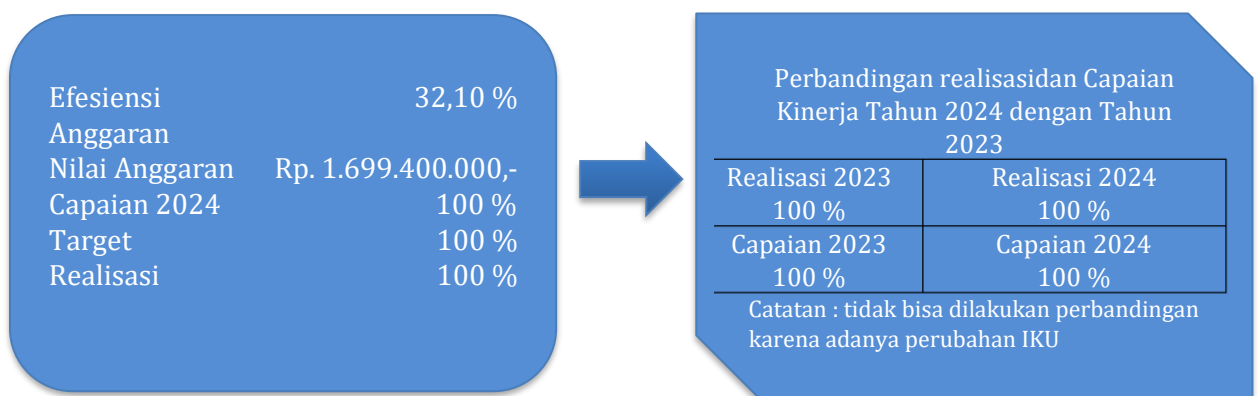 Efesiensi Anggaran 32,10 %
Nilai Anggaran Rp. 1.699.400.000,-
Capaian 2024 100 %
Target 100 %
Realisasi 100 %
Perbandingan realisasidan Capaian
Kinerja Tahun 2024 dengan Tahun
2023
Realisasi 2023 Realisasi 2024
100 % 100 %
Capaian 2023 Capaian 2024
100 % 100 %
Catatan : tidak bisa dilakukan perbandingan
karena adanya perubahan IKU